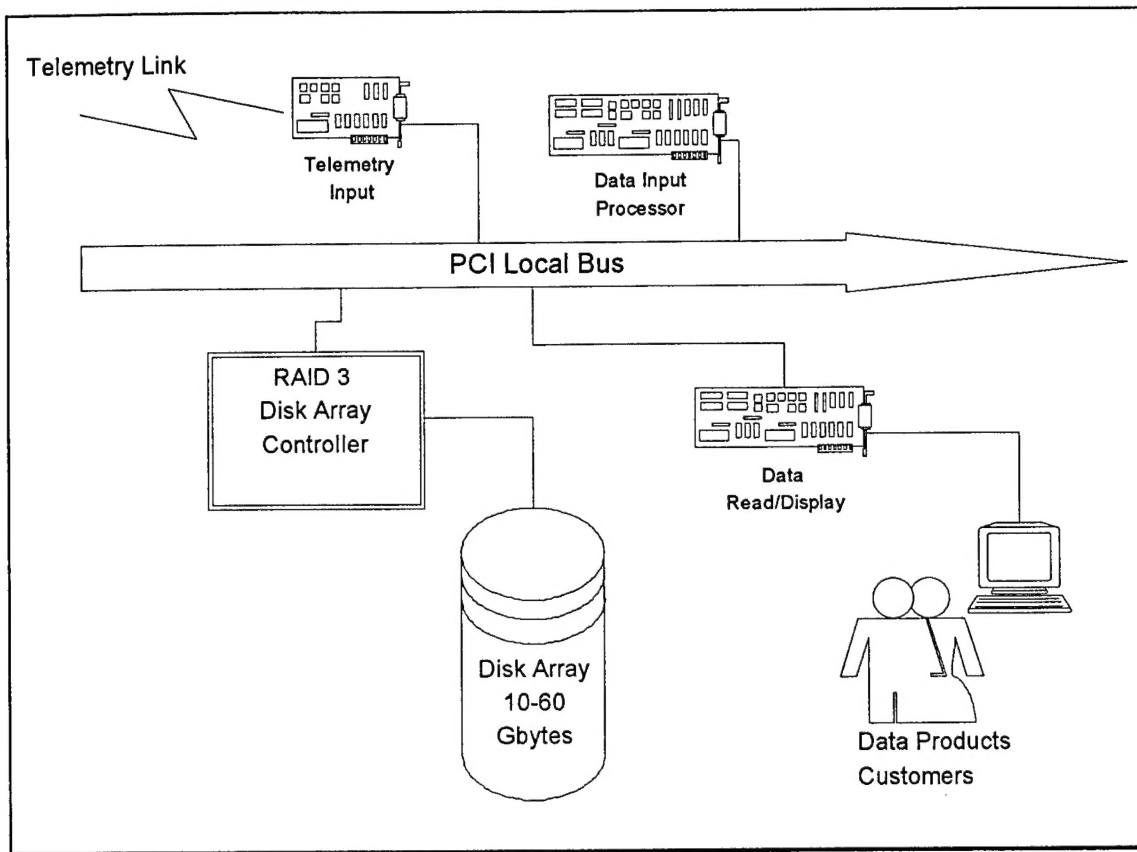 Telemetry Link
Telemetry
Input
Data Input
Processor
PCI Local Bus
RAID 3
Disk Array
Controller
Data
Read/Display
Disk Array
10-60
Gbytes
Data Products
Customers